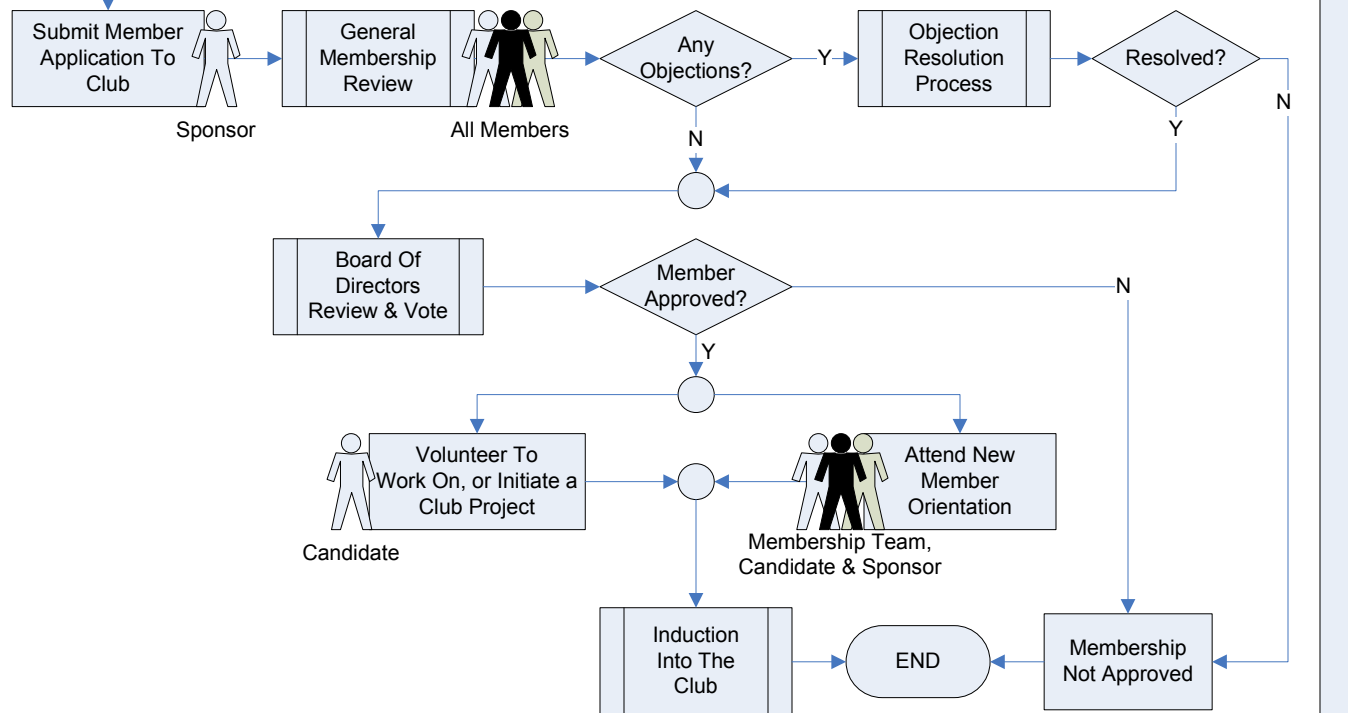 Submit Member
Application To
Club
Sponsor
General
Membership
Review
All Members
Any
Objections?
Y
N
Objection
Resolution
Process
Resolved?
N
Y
Board Of
Directors
Review & Vote
Member
Approved?
N
Y
Volunteer To
Work On, or Initiate a
Club Project
Candidate
Attend New
Member
Orientation
Membership Team,
Candidate & Sponsor
Induction
Into The
Club
END
Membership
Not Approved